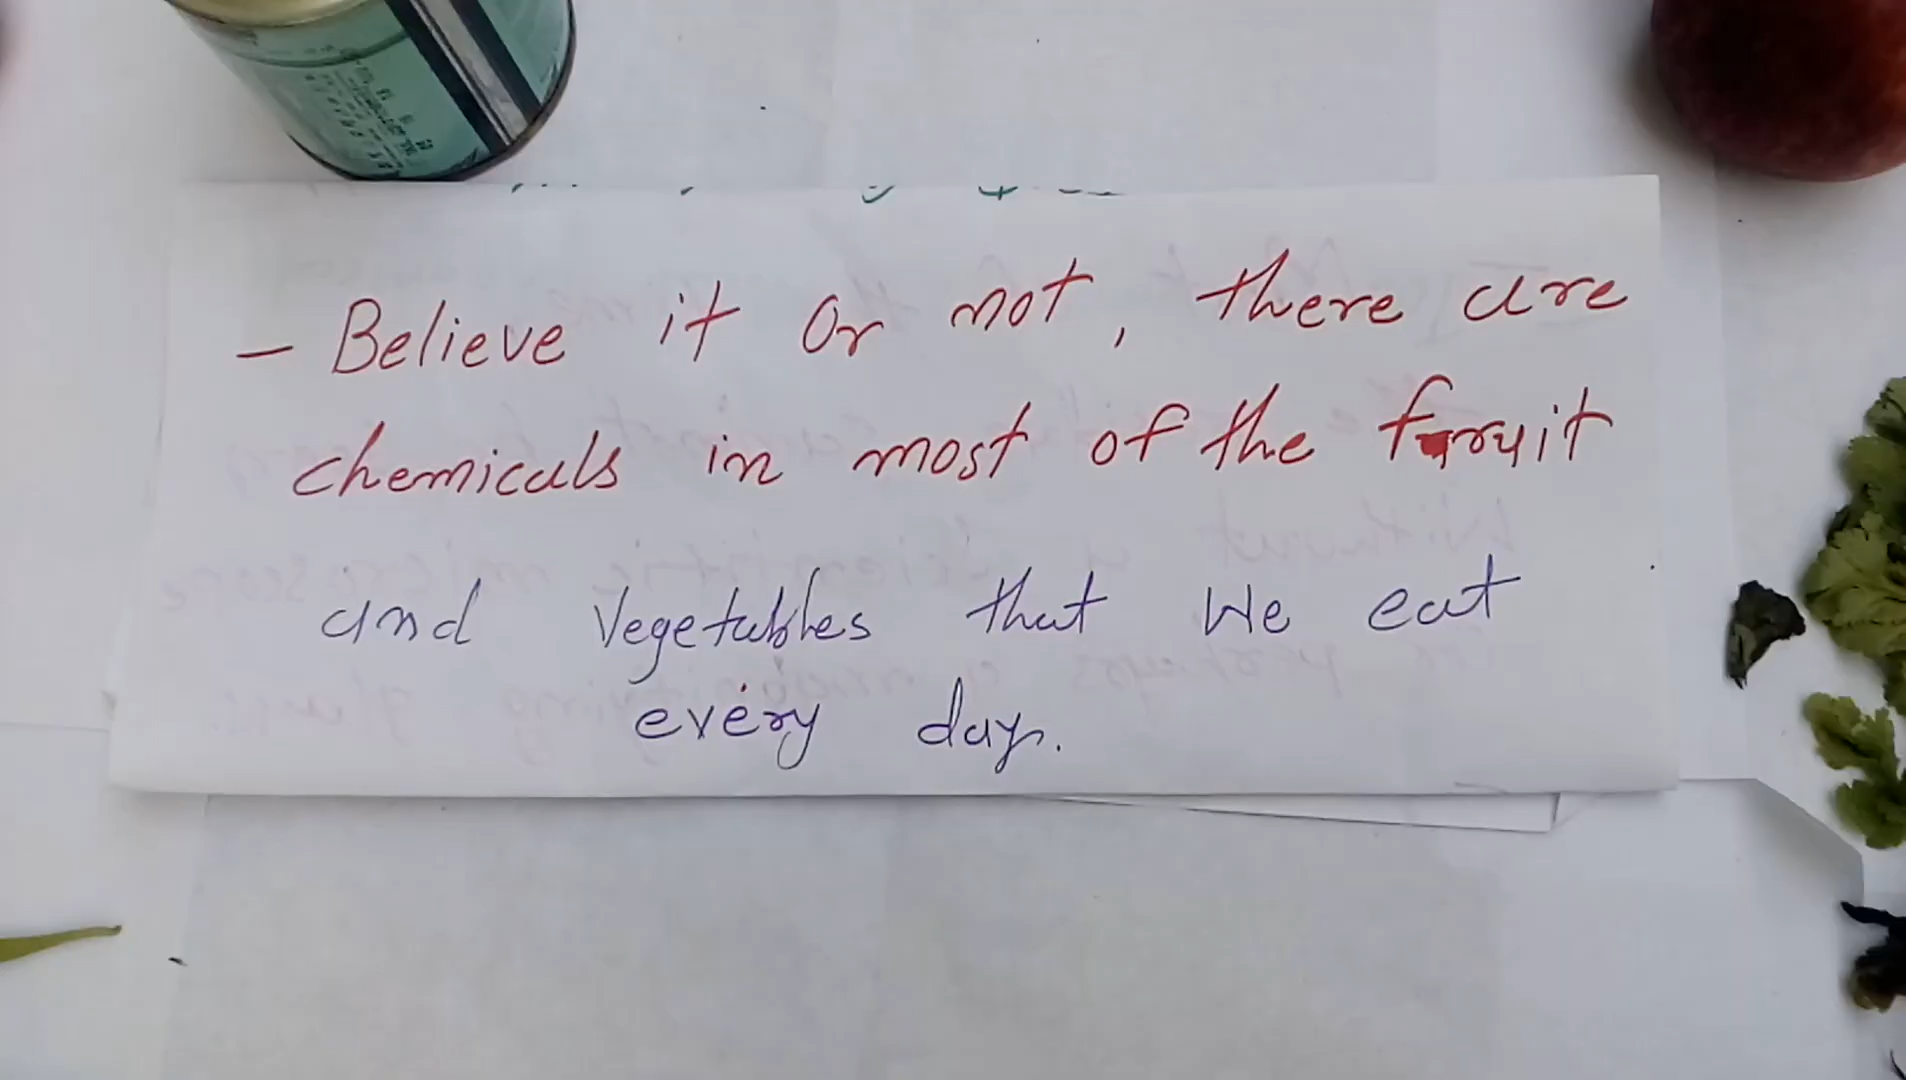 - Believe it Or not, there are
chemicals in most of the fruit
and Vegetables that We eat
every day.